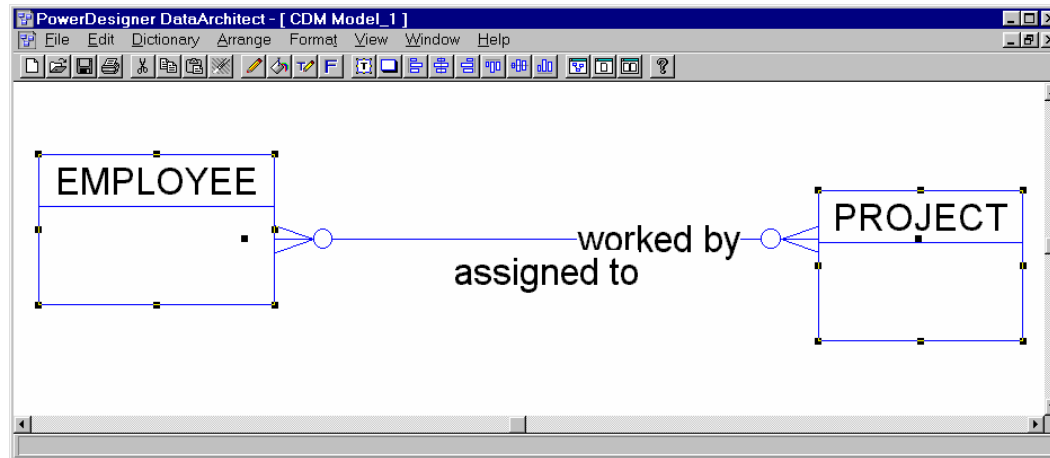 PowerDesigner DataArchitect - [ CDM Model_1 ]
File Edit Dictionary Arrange Format View Window Help
EMPLOYEE
PROJECT
worked by
assigned to